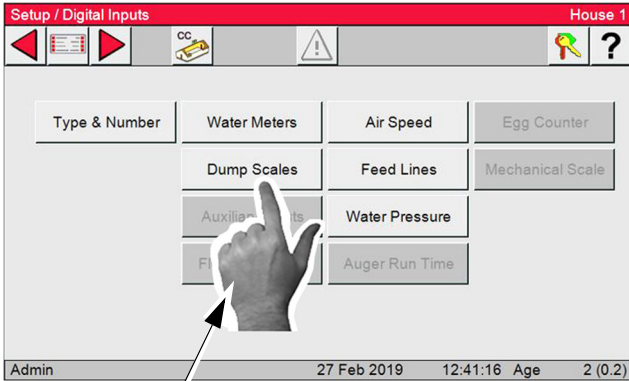 Setup / Digital Inputs House 1
CC
?
Type & Number Water Meters Air Speed Egg Counter
Dump Scales Feed Lines Mechanical Scale
Water Pressure
Auger Run Time
Admin 27 Feb 2019 12:41:16 Age 2 (0.2)